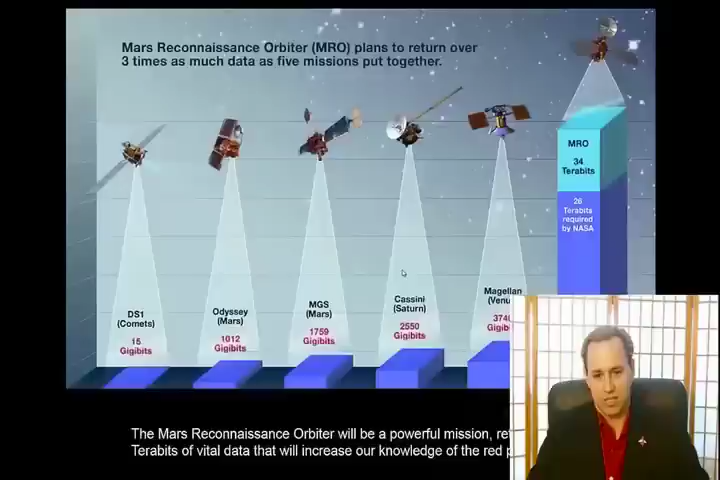 Mars Reconnaissance Orbiter (MRO) plans to return over
3 times as much data as five missions put together.
MRO
34
Terabits
26
Terabits
required
by NASA
DS1
(Comets)
15
Gigibits
Odyssey
(Mars)
1012
Gigibits
MGS
(Mars)
1759
Gigibits
Cassini
(Saturn)
2550
Gigibits
Magellan
The Mars Reconnaissance Orbiter will be a powerful mission,
Terabits of vital data that will increase our knowledge of the red